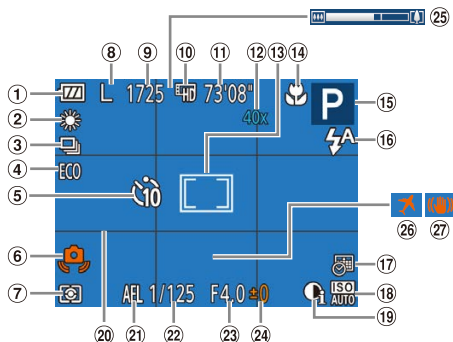 ⑧ ⑨ ⑩ ⑪ ⑫ ⑬ ⑭ ㉕
① L 1725 HD 73'08"
40x
P ⑮
②
③
④ ECO
A ⑯
⑤ 10
㉖ ㉗
⑥
⑰
⑦ AEL 1/125 F4.0 ±0 i ISO AUTO ⑱
⑳ ㉑ ㉒ ㉓ ㉔ ⑲